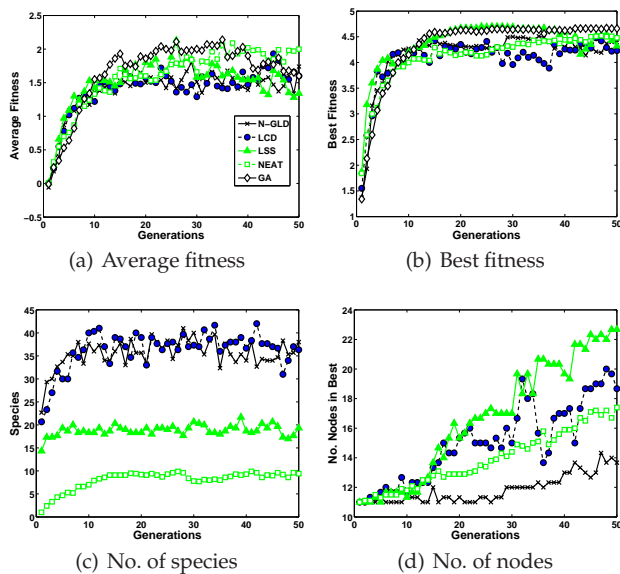 2.5
2
1.5
1
0.5
0
−0.5
Average Fitness
0 10 20 30 40 50
Generations
N−GLD
LCD
LSS
NEAT
GA
(a) Average fitness
5
4.5
4
3.5
3
2.5
2
1.5
1
Best Fitness
0 10 20 30 40 50
Generations
(b) Best fitness
45
40
35
30
25
20
15
10
5
0
Species
0 10 20 30 40 50
Generations
(c) No. of species
24
22
20
18
16
14
12
10
No. Nodes in Best
0 10 20 30 40 50
Generations
(d) No. of nodes